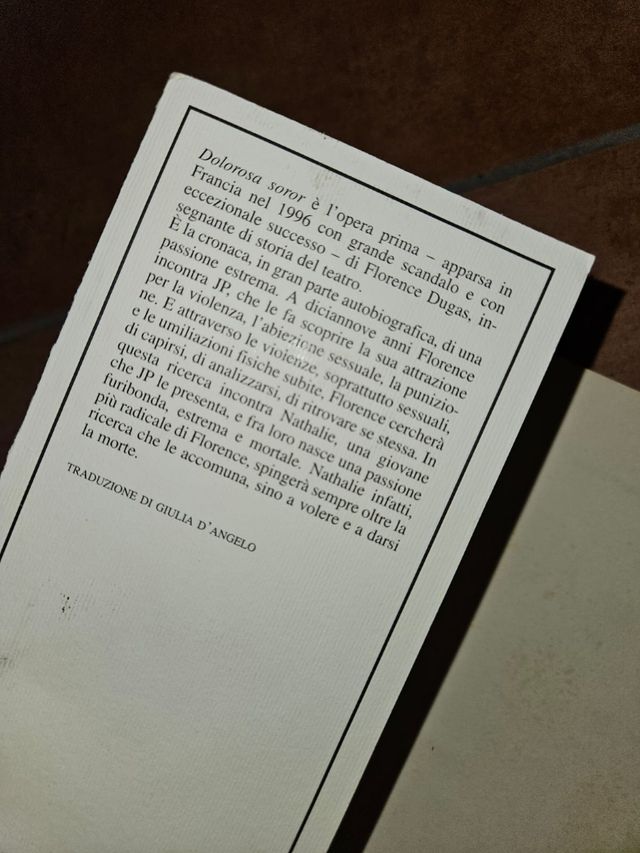 Dolorosa soror è l'opera prima – apparsa in
Francia nel 1996 con grande scandalo e con
eccezionale successo – di Florence Dugas, in-
segnante di storia del teatro.
È la cronaca, in gran parte autobiografica, di una
passione estrema. A diciannove anni Florence
incontra JP, che le fa scoprire la sua attrazione
per la violenza, l'abiezione sessuale, la punizio-
ne. E attraverso le violenze, soprattutto sessuali,
e le umiliazioni fisiche subite, Florence cercherà
di capirsi, di analizzarsi, di ritrovare se stessa. In
questa ricerca incontra Nathalie, una giovane
che JP le presenta, e fra loro nasce una passione
furibonda, estrema e mortale. Nathalie infatti,
più radicale di Florence, spingerà sempre oltre la
ricerca che le accomuna, sino a volere e a darsi
la morte.
TRADUZIONE DI GIULIA D'ANGELO